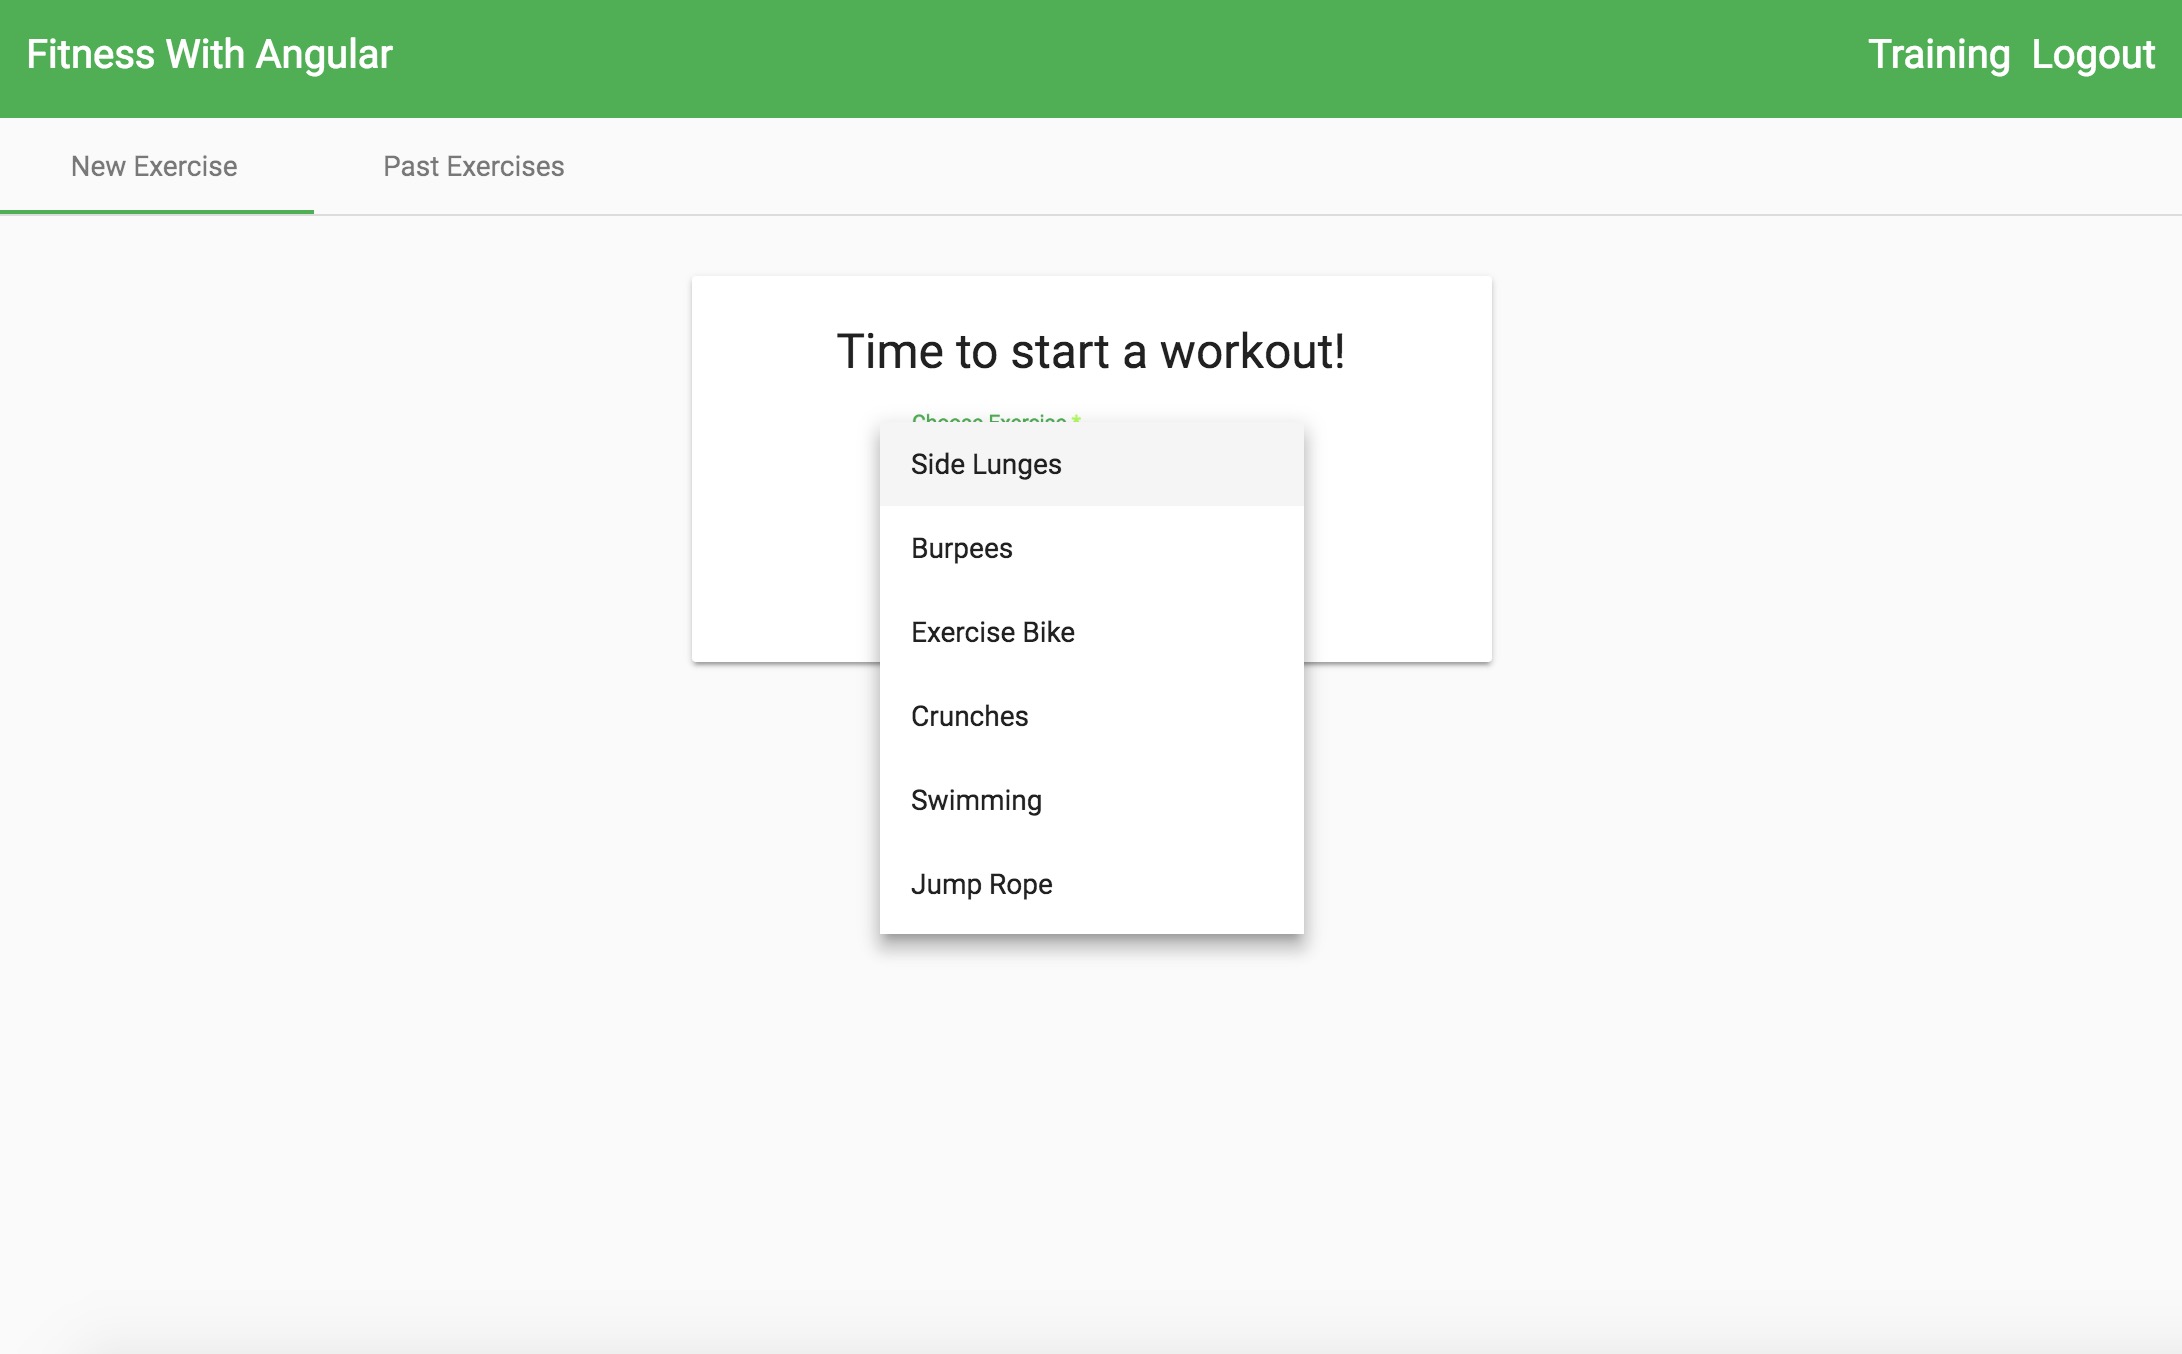 Fitness With Angular
Training Logout
New Exercise Past Exercises
Time to start a workout!
Choose Exercise *
Side Lunges
Burpees
Exercise Bike
Crunches
Swimming
Jump Rope